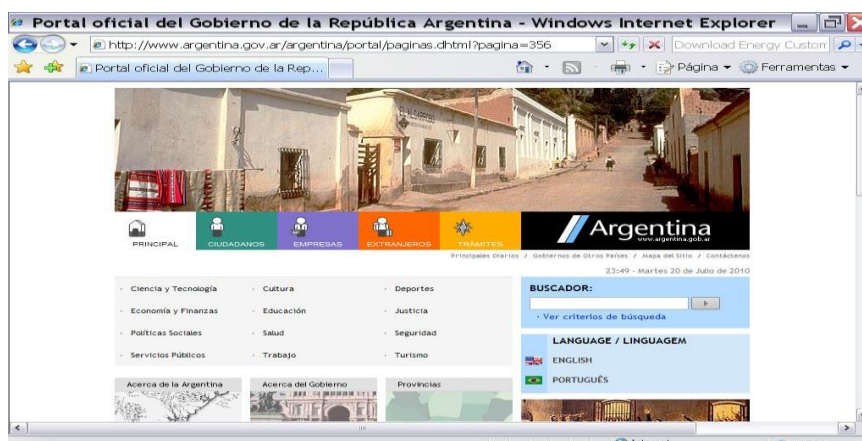 Portal oficial del Gobierno de la República Argentina - Windows Internet Explorer
http://www.argentina.gov.ar/argentina/portal/paginas.dhtml?pagina=356
Download Energy Custom
Portal oficial del Gobierno de la Rep...
Página
Ferramentas
PRINCIPAL
CIUDADANOS
EMPRESAS
EXTRANJEROS
TRÁMITES
Argentina
www.argentina.gob.ar
Principales Diarios / Gobiernos de Otros Países / Mapa del Sitio / Contáctenos
23:49 - Martes 20 de Julio de 2010
Ciencia y Tecnología
Cultura
Deportes
Economía y Finanzas
Educación
Justicia
Políticas Sociales
Salud
Seguridad
Servicios Públicos
Trabajo
Turismo
BUSCADOR:
Ver criterios de búsqueda
LANGUAGE / LINGUAGEM
ENGLISH
PORTUGUÊS
Acerca de la Argentina
Acerca del Gobierno
Provincias